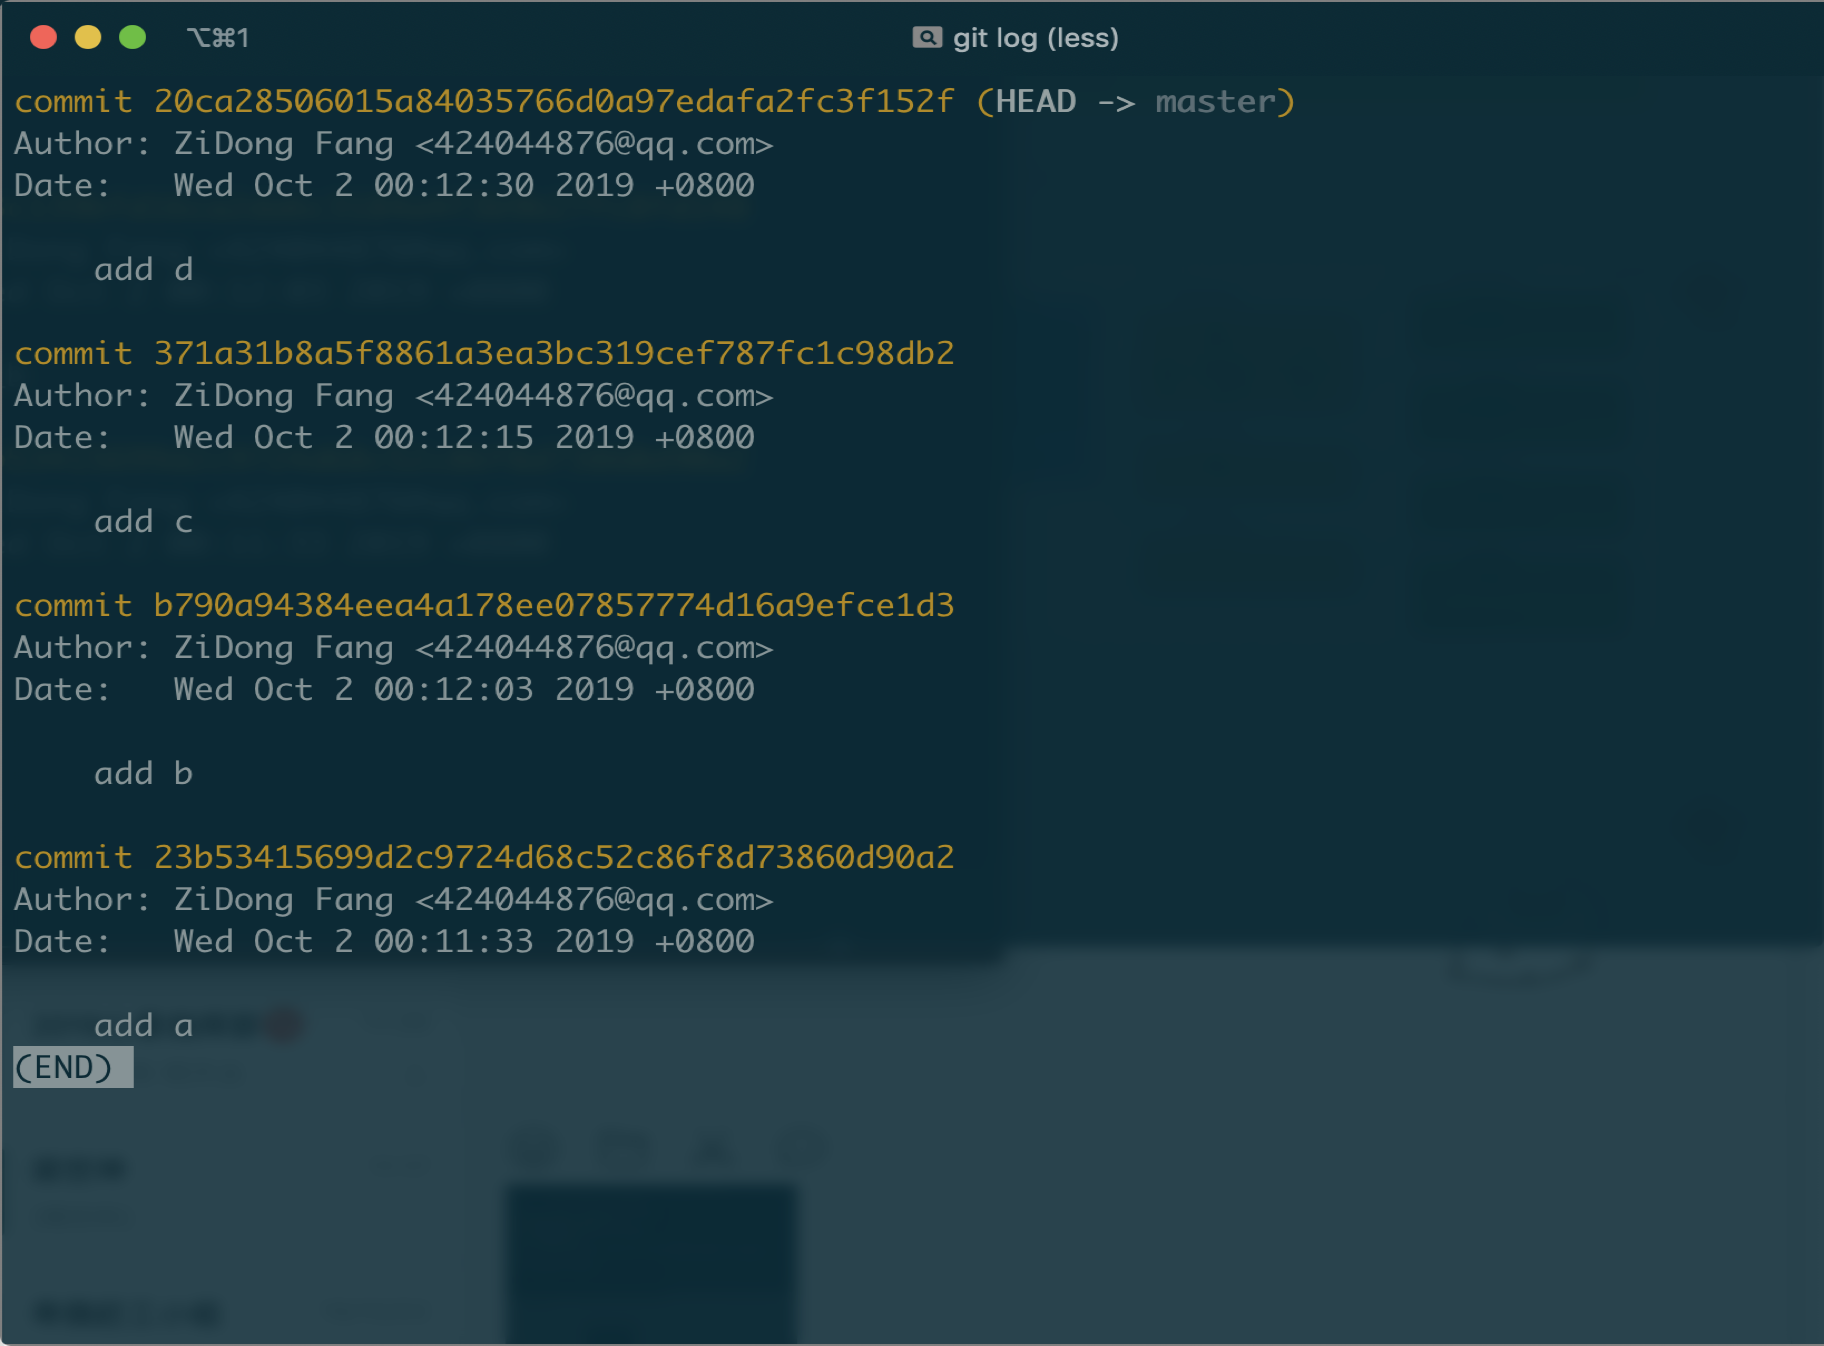 ⌥⌘1
git log (less)
commit 20ca28506015a84035766d0a97edafa2fc3f152f (HEAD -> master)
Author: ZiDong Fang <424044876@qq.com>
Date:   Wed Oct 2 00:12:30 2019 +0800
    add d
commit 371a31b8a5f8861a3ea3bc319cef787fc1c98db2
Author: ZiDong Fang <424044876@qq.com>
Date:   Wed Oct 2 00:12:15 2019 +0800
    add c
commit b790a94384eea4a178ee07857774d16a9efce1d3
Author: ZiDong Fang <424044876@qq.com>
Date:   Wed Oct 2 00:12:03 2019 +0800
    add b
commit 23b53415699d2c9724d68c52c86f8d73860d90a2
Author: ZiDong Fang <424044876@qq.com>
Date:   Wed Oct 2 00:11:33 2019 +0800
    add a
(END)